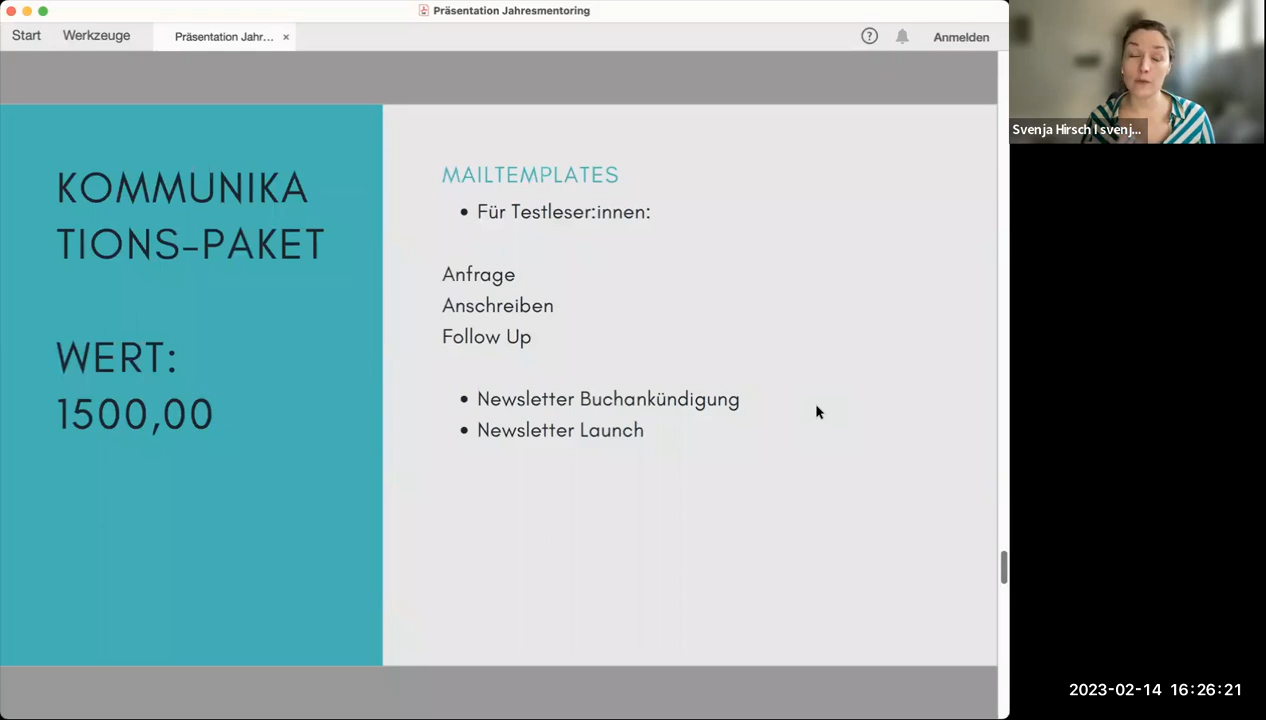 Präsentation Jahresmentoring
Start Werkzeuge Präsentation Jahr... × ? Anmelden
Svenja Hirsch I svenj...
KOMMUNIKA
TIONS-PAKET
WERT:
1500,00
MAILTEMPLATES
• Für Testleser:innen:
Anfrage
Anschreiben
Follow Up
• Newsletter Buchankündigung
• Newsletter Launch
2023-02-14 16:26:21